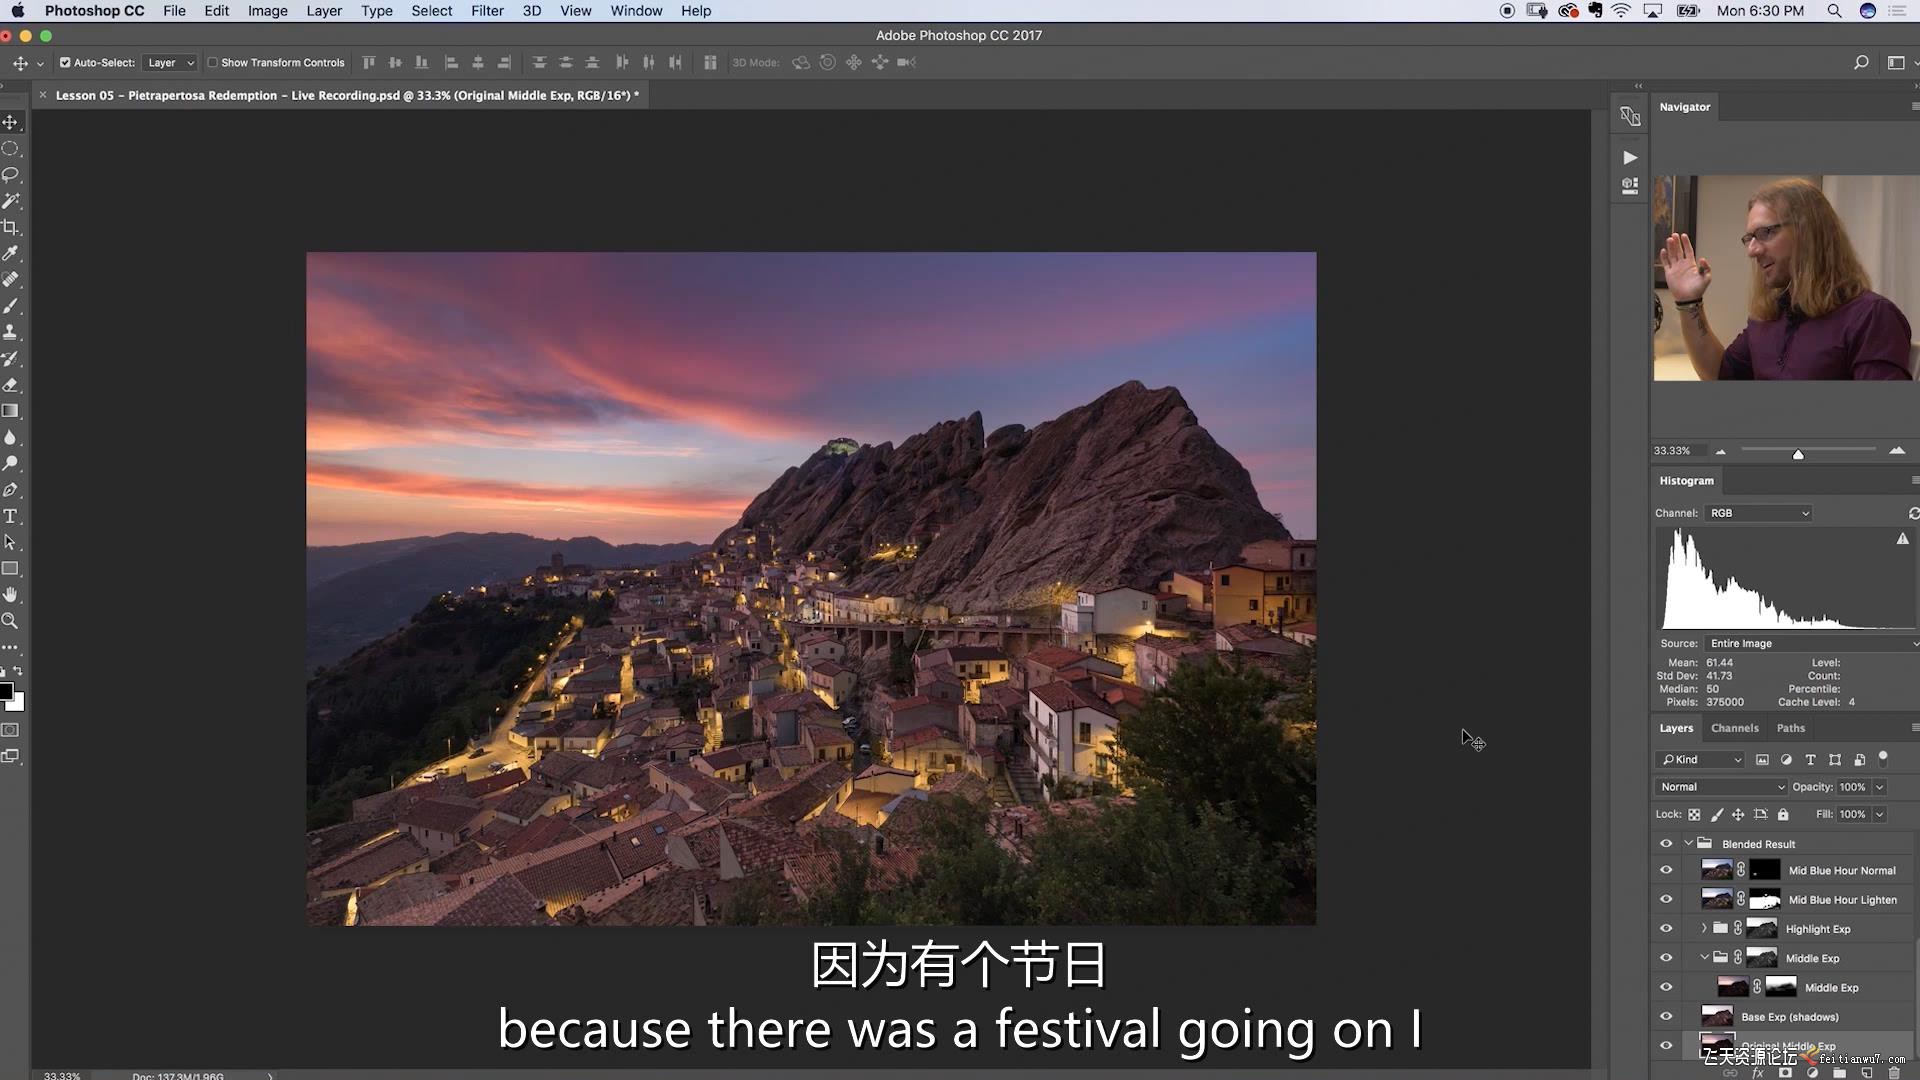 Photoshop CC File Edit Image Layer Type Select Filter 3D View Window Help Mon 6:30 PM
Adobe Photoshop CC 2017
Auto-Select: Layer Show Transform Controls 3D Mode:
Lesson 05 - Pietrapertosa Redemption - Live Recording.psd @ 33.3% (Original Middle Exp, RGB/16*) *
Navigator
33.33%
Histogram
Channel: RGB
Source: Entire Image
Mean: 61.44 Level:
Std Dev: 41.73 Count:
Median: 50 Percentile:
Pixels: 375000 Cache Level: 4
Layers Channels Paths
Kind
Normal Opacity: 100%
Lock: Fill: 100%
Blended Result
Mid Blue Hour Normal
Mid Blue Hour Lighten
Highlight Exp
Middle Exp
Middle Exp
Base Exp (shadows)
Original Middle Exp
飞天资源论坛 feitianwu7.com
因为有个节日
because there was a festival going on I
33.33% Doc: 137.3M/1.96G